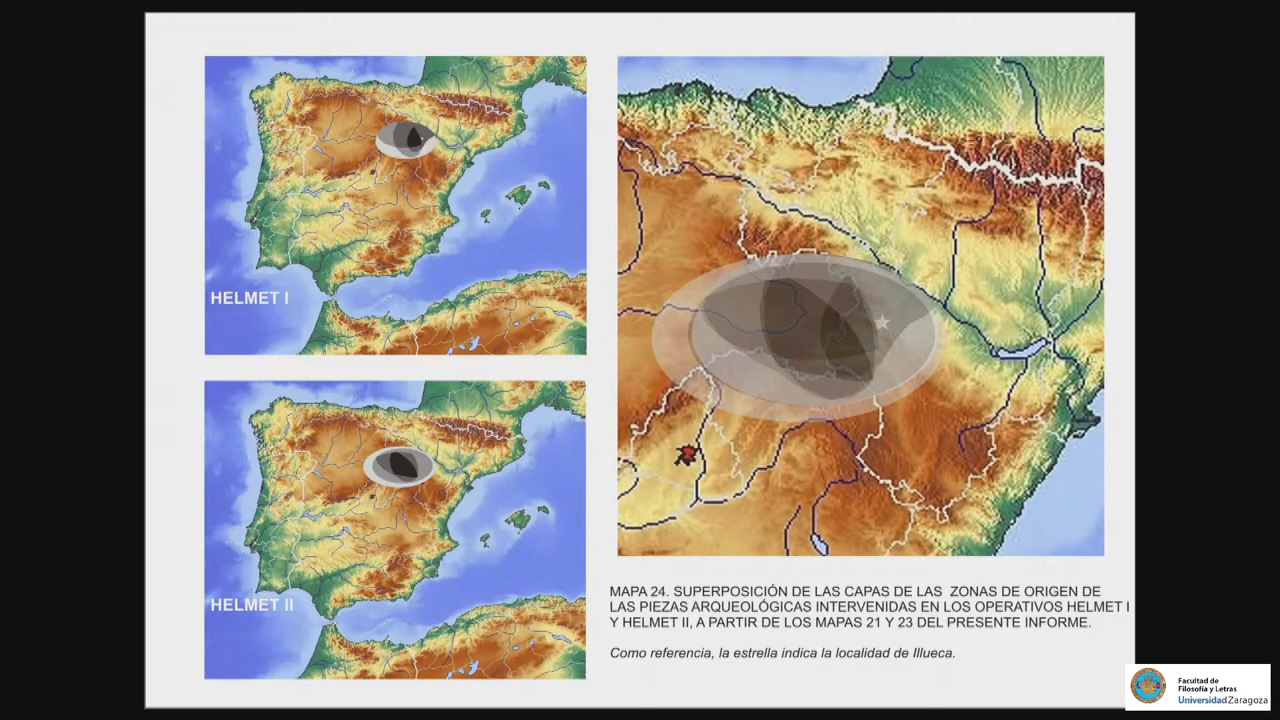 HELMET I
HELMET II
MAPA 24. SUPERPOSICIÓN DE LAS CAPAS DE LAS ZONAS DE ORIGEN DE
LAS PIEZAS ARQUEOLÓGICAS INTERVENIDAS EN LOS OPERATIVOS HELMET I
Y HELMET II, A PARTIR DE LOS MAPAS 21 Y 23 DEL PRESENTE INFORME.
Como referencia, la estrella indica la localidad de Illueca.
Facultad de
Filosofía y Letras
Universidad Zaragoza